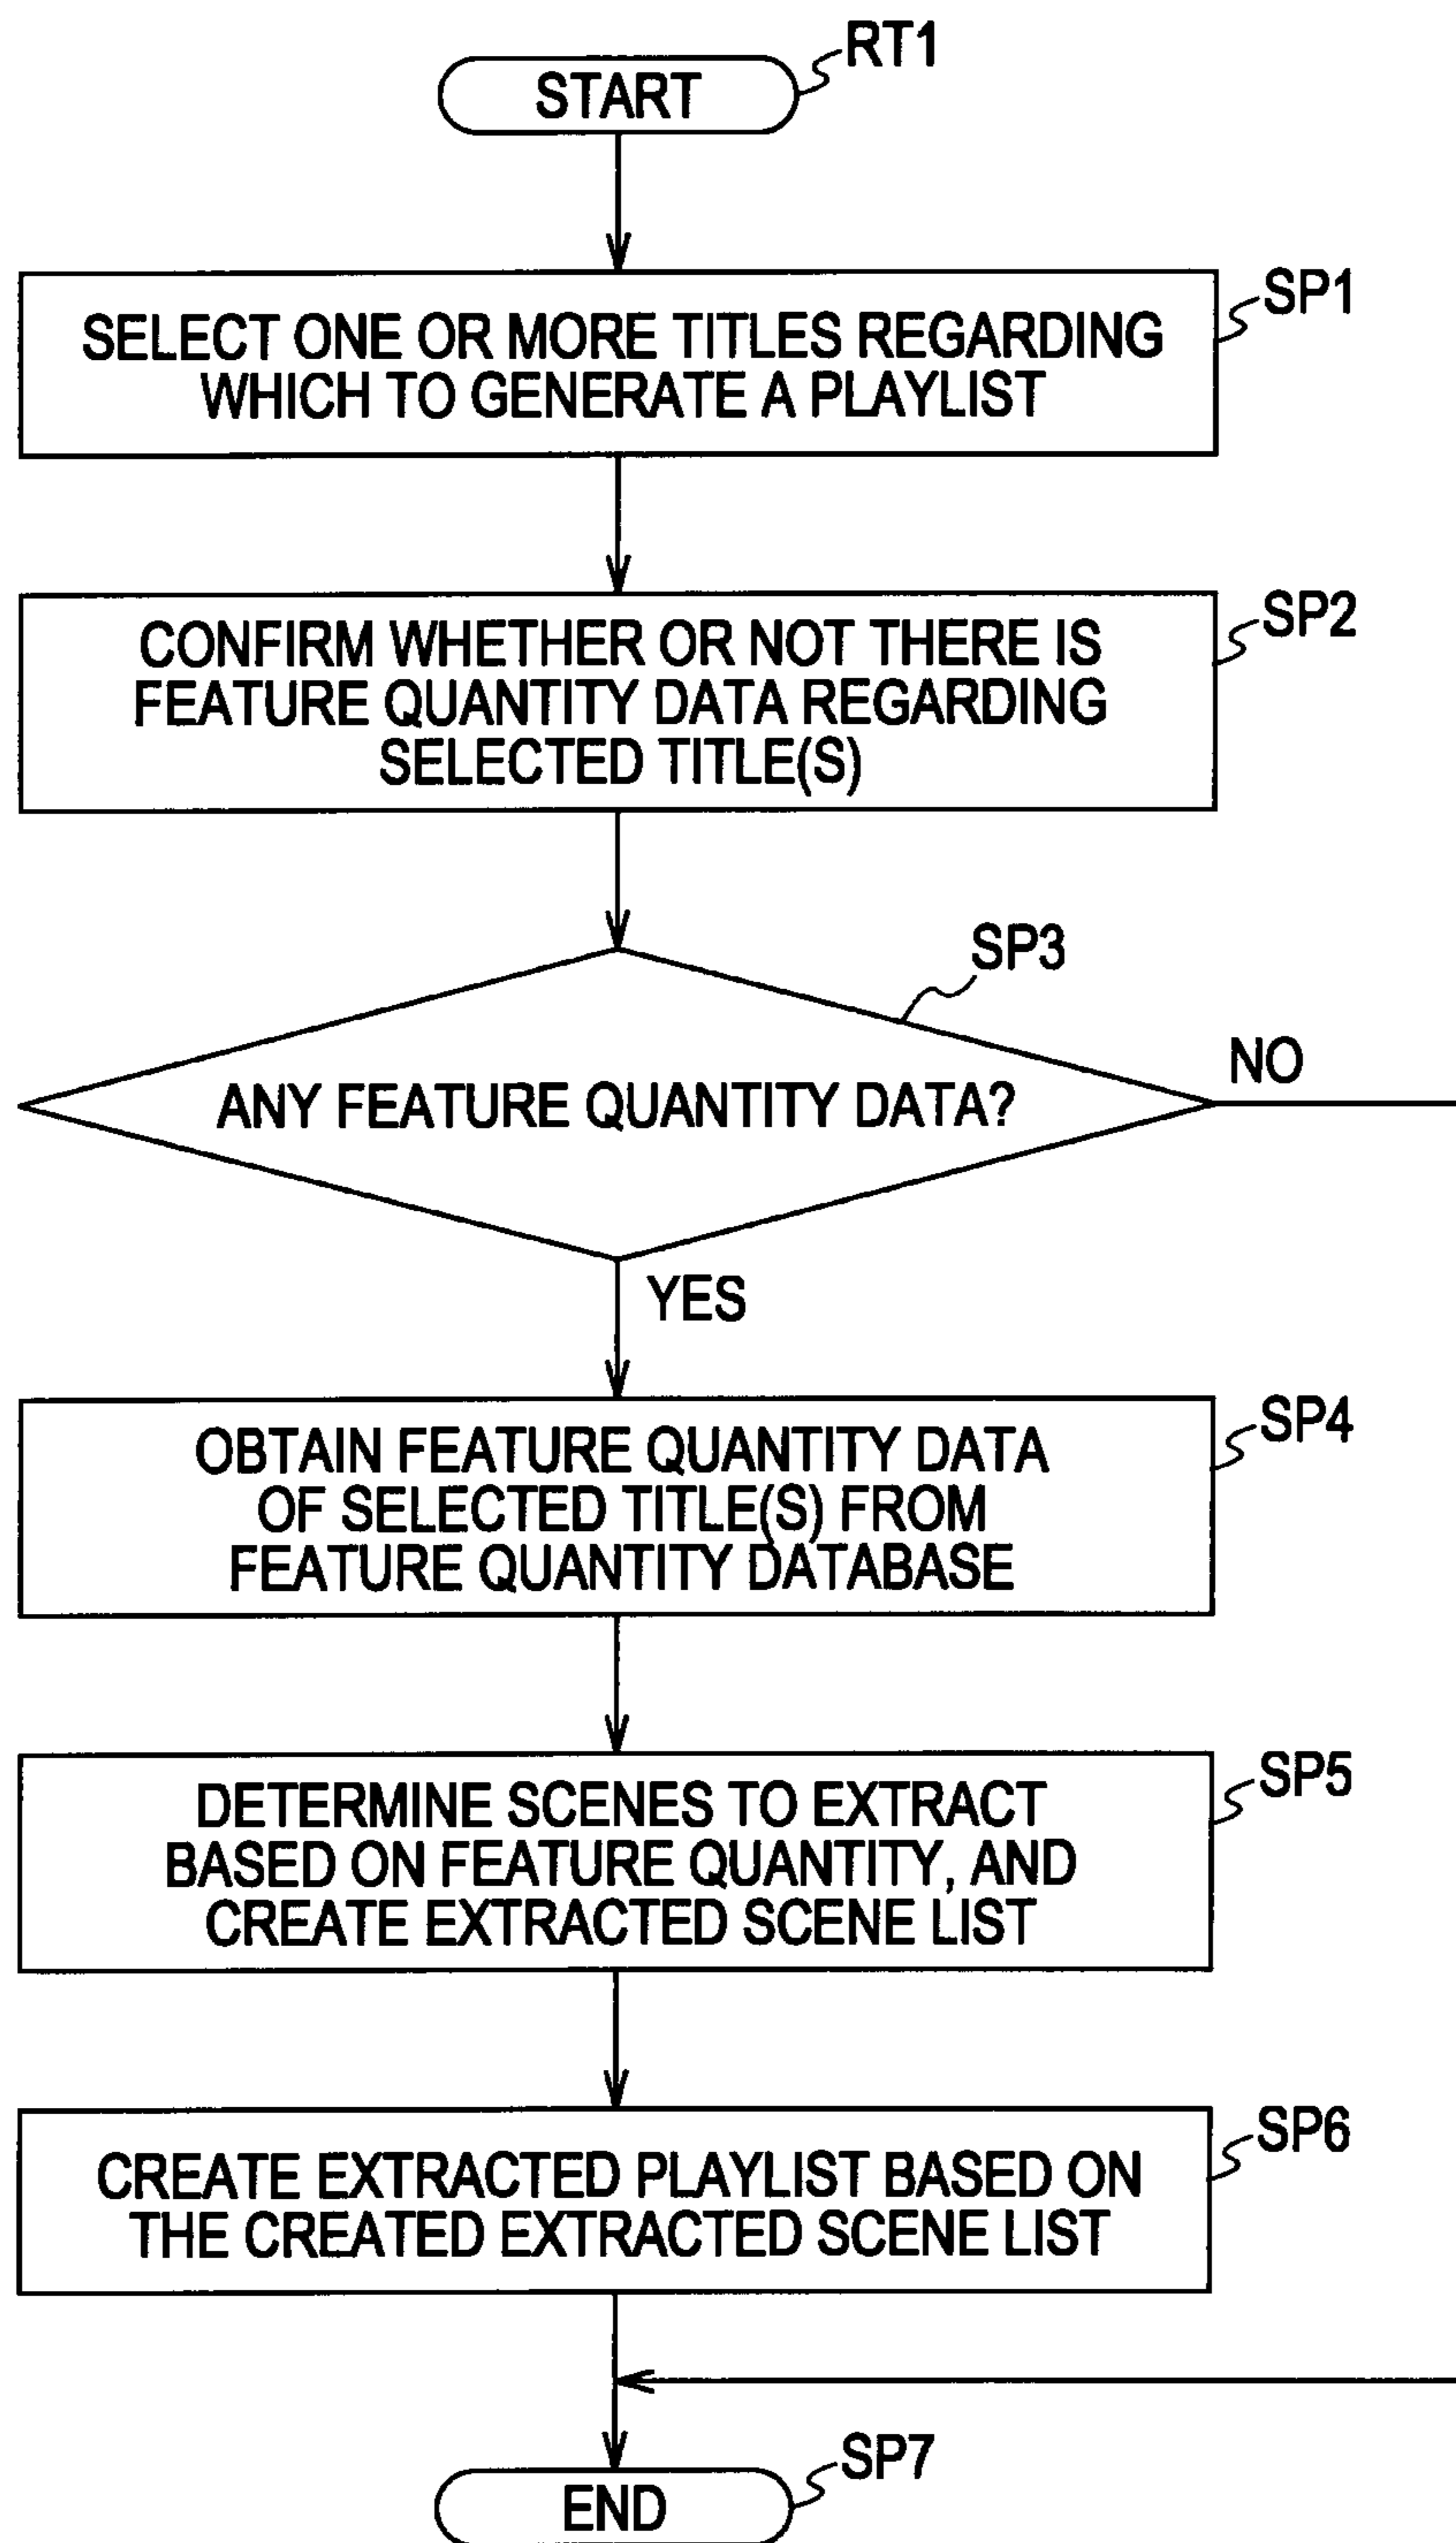 RT1
START
SP1
SELECT ONE OR MORE TITLES REGARDING
WHICH TO GENERATE A PLAYLIST
SP2
CONFIRM WHETHER OR NOT THERE IS
FEATURE QUANTITY DATA REGARDING
SELECTED TITLE(S)
SP3
NO
ANY FEATURE QUANTITY DATA?
YES
SP4
OBTAIN FEATURE QUANTITY DATA
OF SELECTED TITLE(S) FROM
FEATURE QUANTITY DATABASE
SP5
DETERMINE SCENES TO EXTRACT
BASED ON FEATURE QUANTITY, AND
CREATE EXTRACTED SCENE LIST
SP6
CREATE EXTRACTED PLAYLIST BASED ON
THE CREATED EXTRACTED SCENE LIST
SP7
END